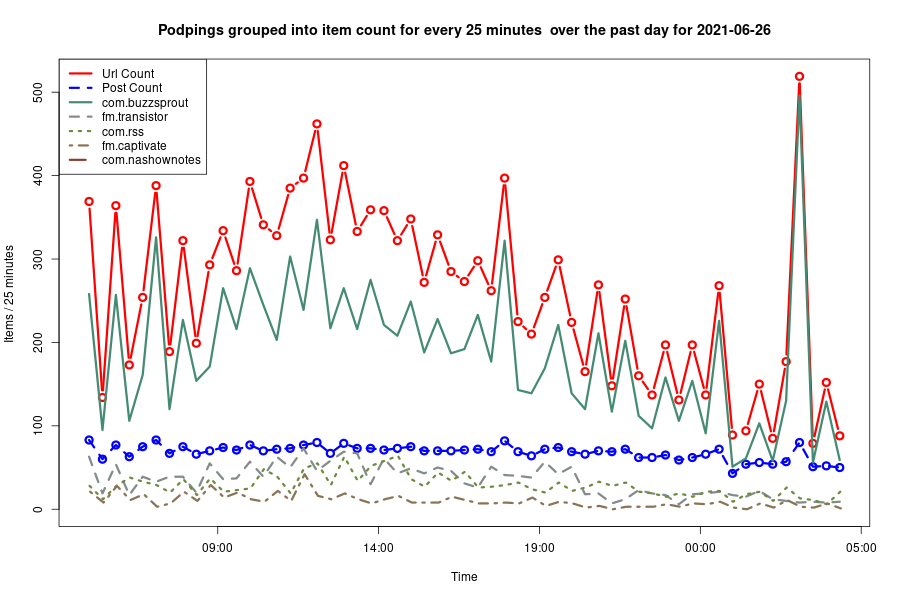 Podpings grouped into item count for every 25 minutes  over the past day for 2021-06-26
Url Count
Post Count
com.buzzsprout
fm.transistor
com.rss
fm.captivate
com.nashownotes
Items / 25 minutes
500
400
300
200
100
0
09:00
14:00
19:00
00:00
05:00
Time